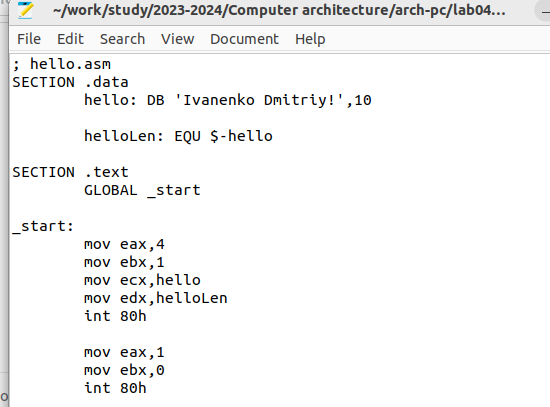 ~/work/study/2023-2024/Computer architecture/arch-pc/lab04...
File Edit Search View Document Help
; hello.asm
SECTION .data
        hello: DB 'Ivanenko Dmitriy!',10

        helloLen: EQU $-hello

SECTION .text
        GLOBAL _start

_start:
        mov eax,4
        mov ebx,1
        mov ecx,hello
        mov edx,helloLen
        int 80h

        mov eax,1
        mov ebx,0
        int 80h